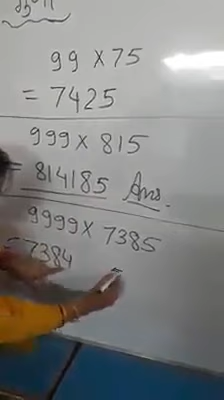 99 × 75
= 7425
999 × 815
= 814185 Ans.
9999 × 7385
= 7384